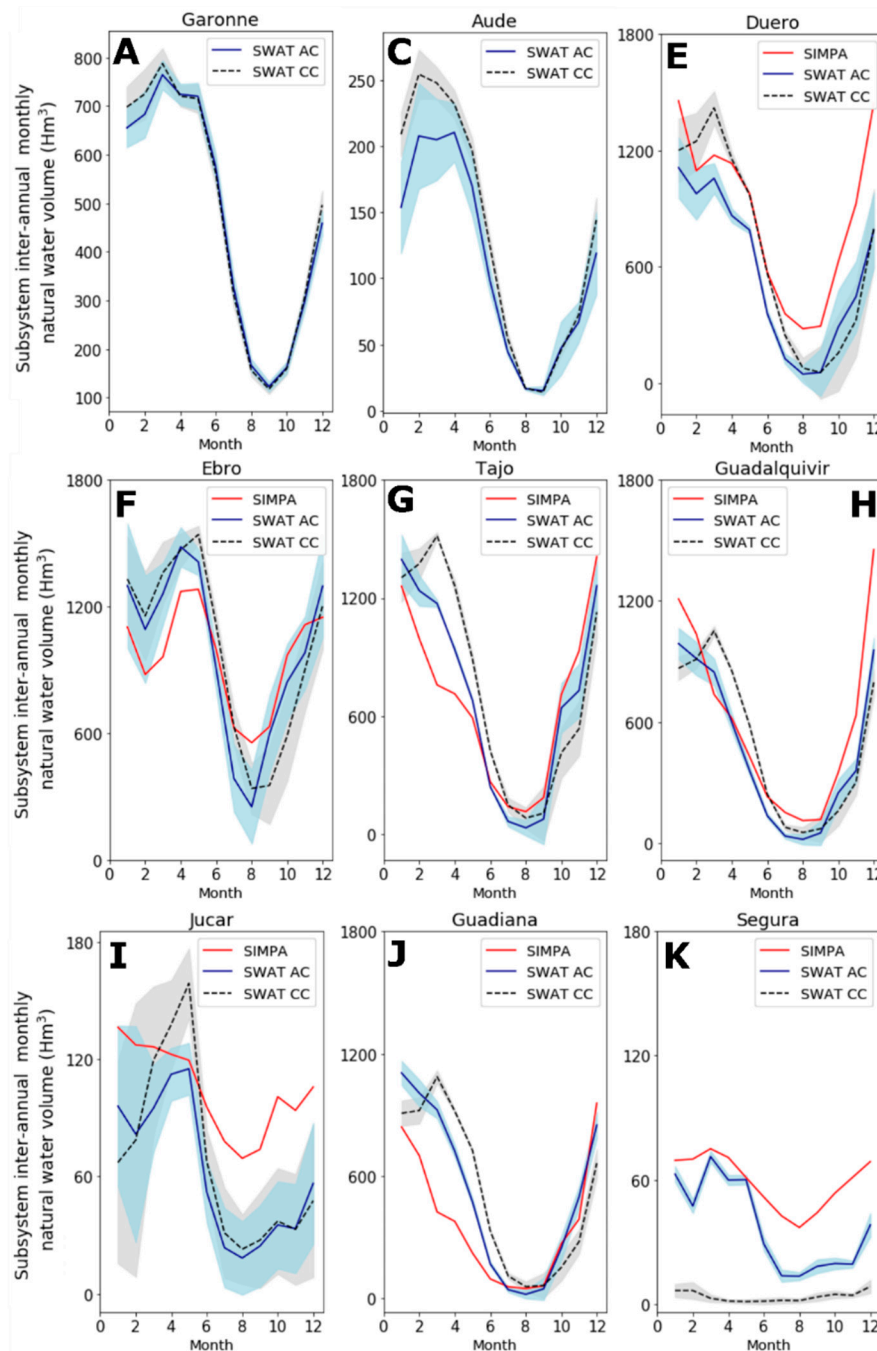 Garonne
Aude
Duero
A
SWAT AC
SWAT CC
C
SWAT AC
SWAT CC
E
SIMPA
SWAT AC
SWAT CC
Subsystem inter-annual monthly
natural water volume (Hm³)
800
700
600
500
400
300
200
100
0 2 4 6 8 10 12
Month
250
200
150
100
50
0
0 2 4 6 8 10 12
Month
1800
1200
600
0
0 2 4 6 8 10 12
Month
Ebro
Tajo
Guadalquivir
F
SIMPA
SWAT AC
SWAT CC
G
SIMPA
SWAT AC
SWAT CC
SIMPA
SWAT AC
SWAT CC
H
Subsystem inter-annual monthly
natural water volume (Hm³)
1800
1200
600
0
0 2 4 6 8 10 12
Month
1800
1200
600
0
0 2 4 6 8 10 12
Month
1800
1200
600
0
0 2 4 6 8 10 12
Month
Jucar
Guadiana
Segura
I
SIMPA
SWAT AC
SWAT CC
J
SIMPA
SWAT AC
SWAT CC
K
SIMPA
SWAT AC
SWAT CC
Subsystem inter-annual monthly
natural water volume (Hm³)
180
120
60
0
0 2 4 6 8 10 12
Month
1800
1200
600
0
0 2 4 6 8 10 12
Month
180
120
60
0
0 2 4 6 8 10 12
Month